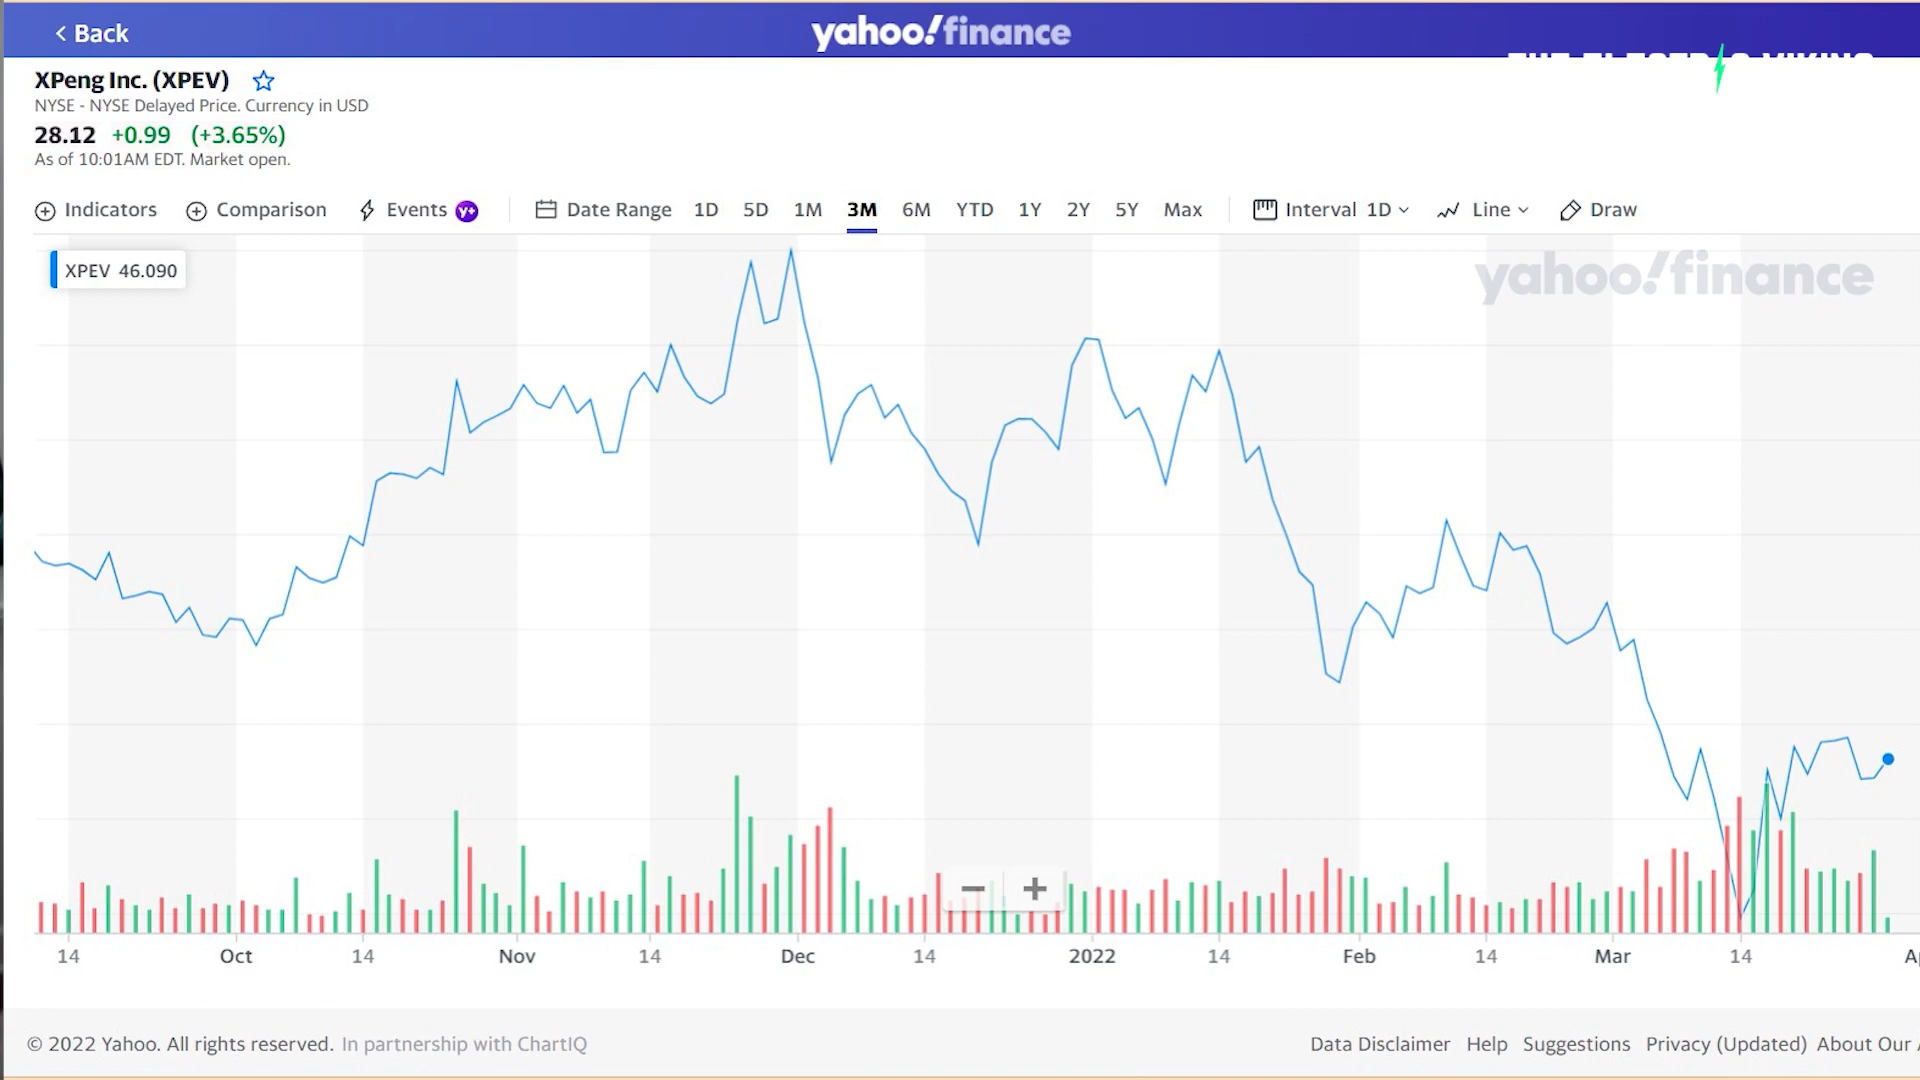 < Back
yahoo!finance
THE ELECTRIC VIKING
XPeng Inc. (XPEV)
NYSE - NYSE Delayed Price. Currency in USD
28.12 +0.99 (+3.65%)
As of 10:01AM EDT. Market open.
Indicators Comparison Events y+ Date Range 1D 5D 1M 3M 6M YTD 1Y 2Y 5Y Max Interval 1D Line Draw
XPEV 46.090
yahoo!finance
14 Oct 14 Nov 14 Dec 14 2022 14 Feb 14 Mar 14
© 2022 Yahoo. All rights reserved. In partnership with ChartIQ
Data Disclaimer Help Suggestions Privacy (Updated) About Our